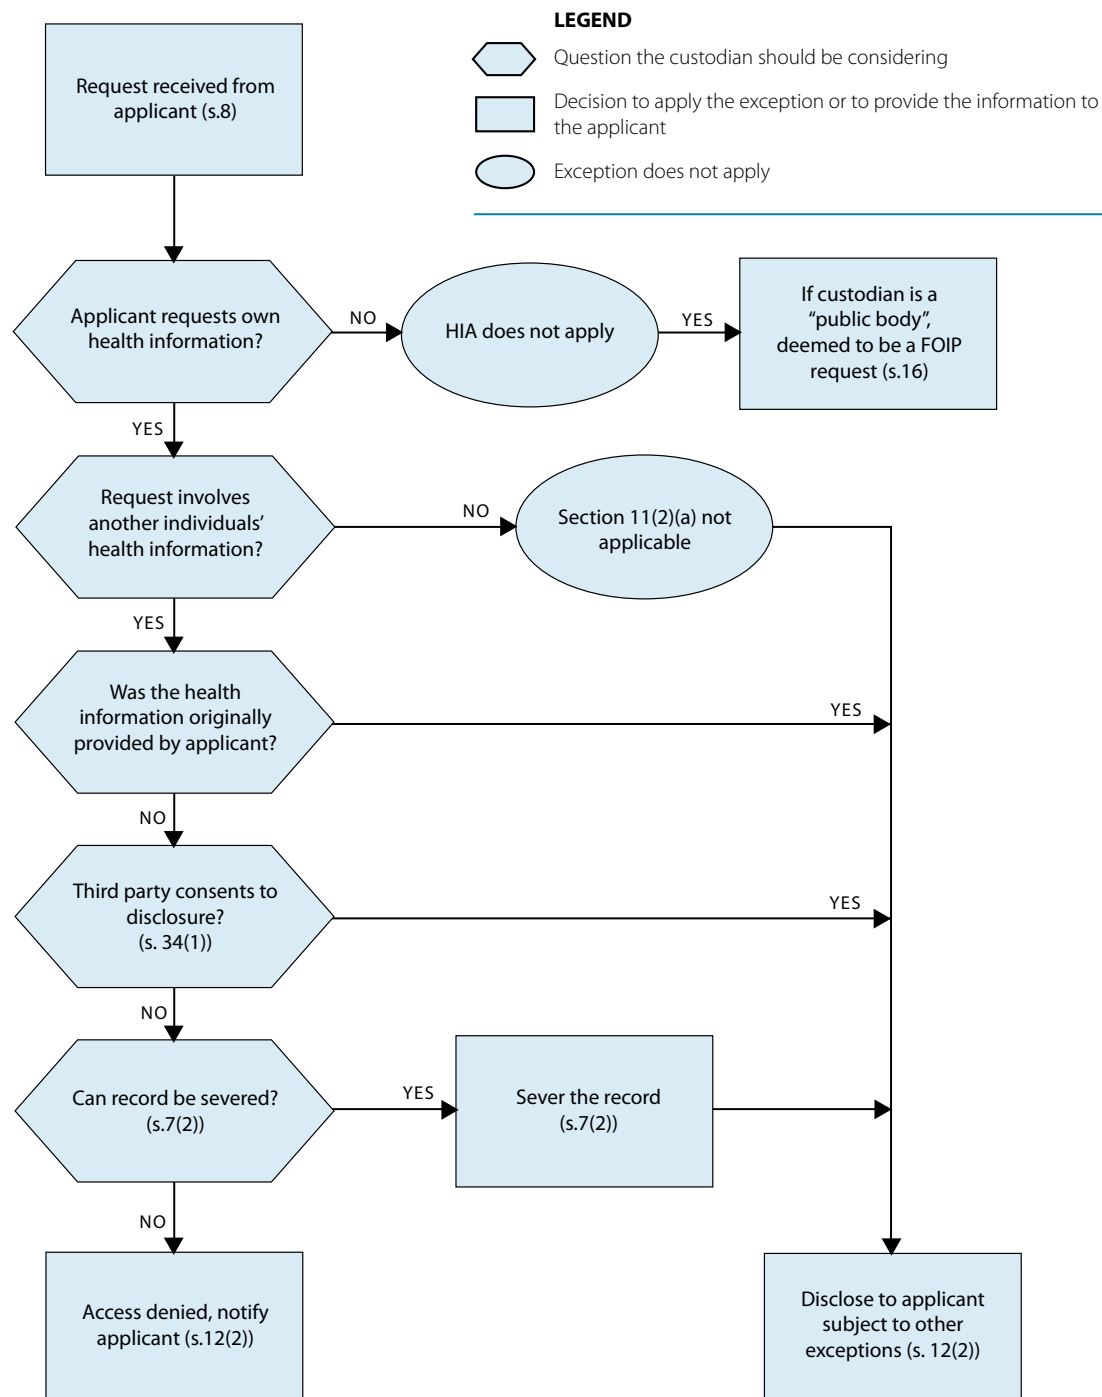 LEGEND
Question the custodian should be considering
Decision to apply the exception or to provide the information to
the applicant
Exception does not apply
Request received from
applicant (s.8)
Applicant requests own
health information?
NO
HIA does not apply
YES
If custodian is a
“public body”,
deemed to be a FOIP
request (s.16)
YES
Request involves
another individuals’
health information?
NO
Section 11(2)(a) not
applicable
YES
Was the health
information originally
provided by applicant?
YES
NO
Third party consents to
disclosure?
(s. 34(1))
YES
NO
Can record be severed?
(s.7(2))
YES
Sever the record
(s.7(2))
NO
Access denied, notify
applicant (s.12(2))
Disclose to applicant
subject to other
exceptions (s. 12(2))